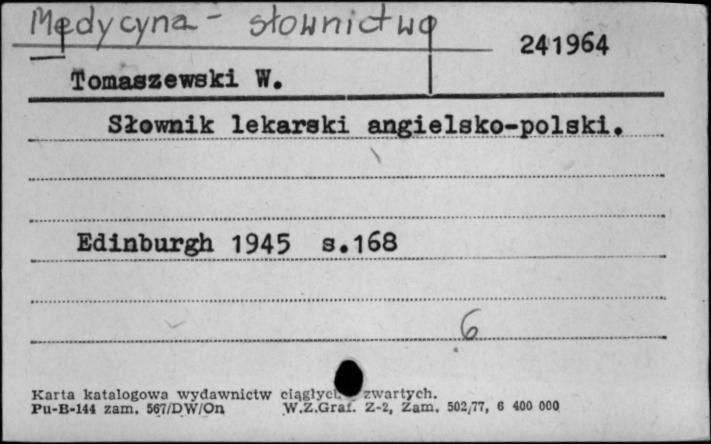 Medycyna - słownictwo
241964
Tomaszewski W.
Słownik lekarski angielsko-polski.
Edinburgh 1945 s.168
6
Karta katalogowa wydawnictw zwartych.
Pu-B-144 zam. 567/DW/On W.Z.Graf. Z-2, Zam. 502/77, 6 400 000